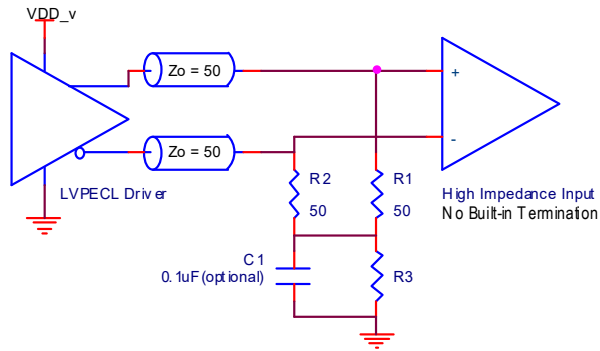 VDD_v
Zo = 50
+
Zo = 50
-
LVPECL Driver
R2
50
R1
50
High Impedance Input
No Built-in Termination
C1
0.1uF(optional)
R3